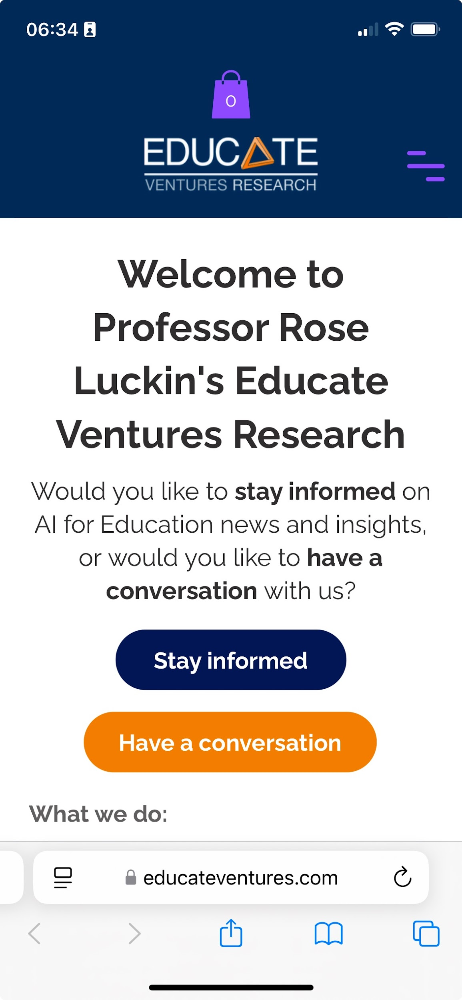 06:34
0
EDUCATE
VENTURES RESEARCH
Welcome to
Professor Rose
Luckin's Educate
Ventures Research
Would you like to stay informed on
AI for Education news and insights,
or would you like to have a
conversation with us?
Stay informed
Have a conversation
What we do:
educateventures.com